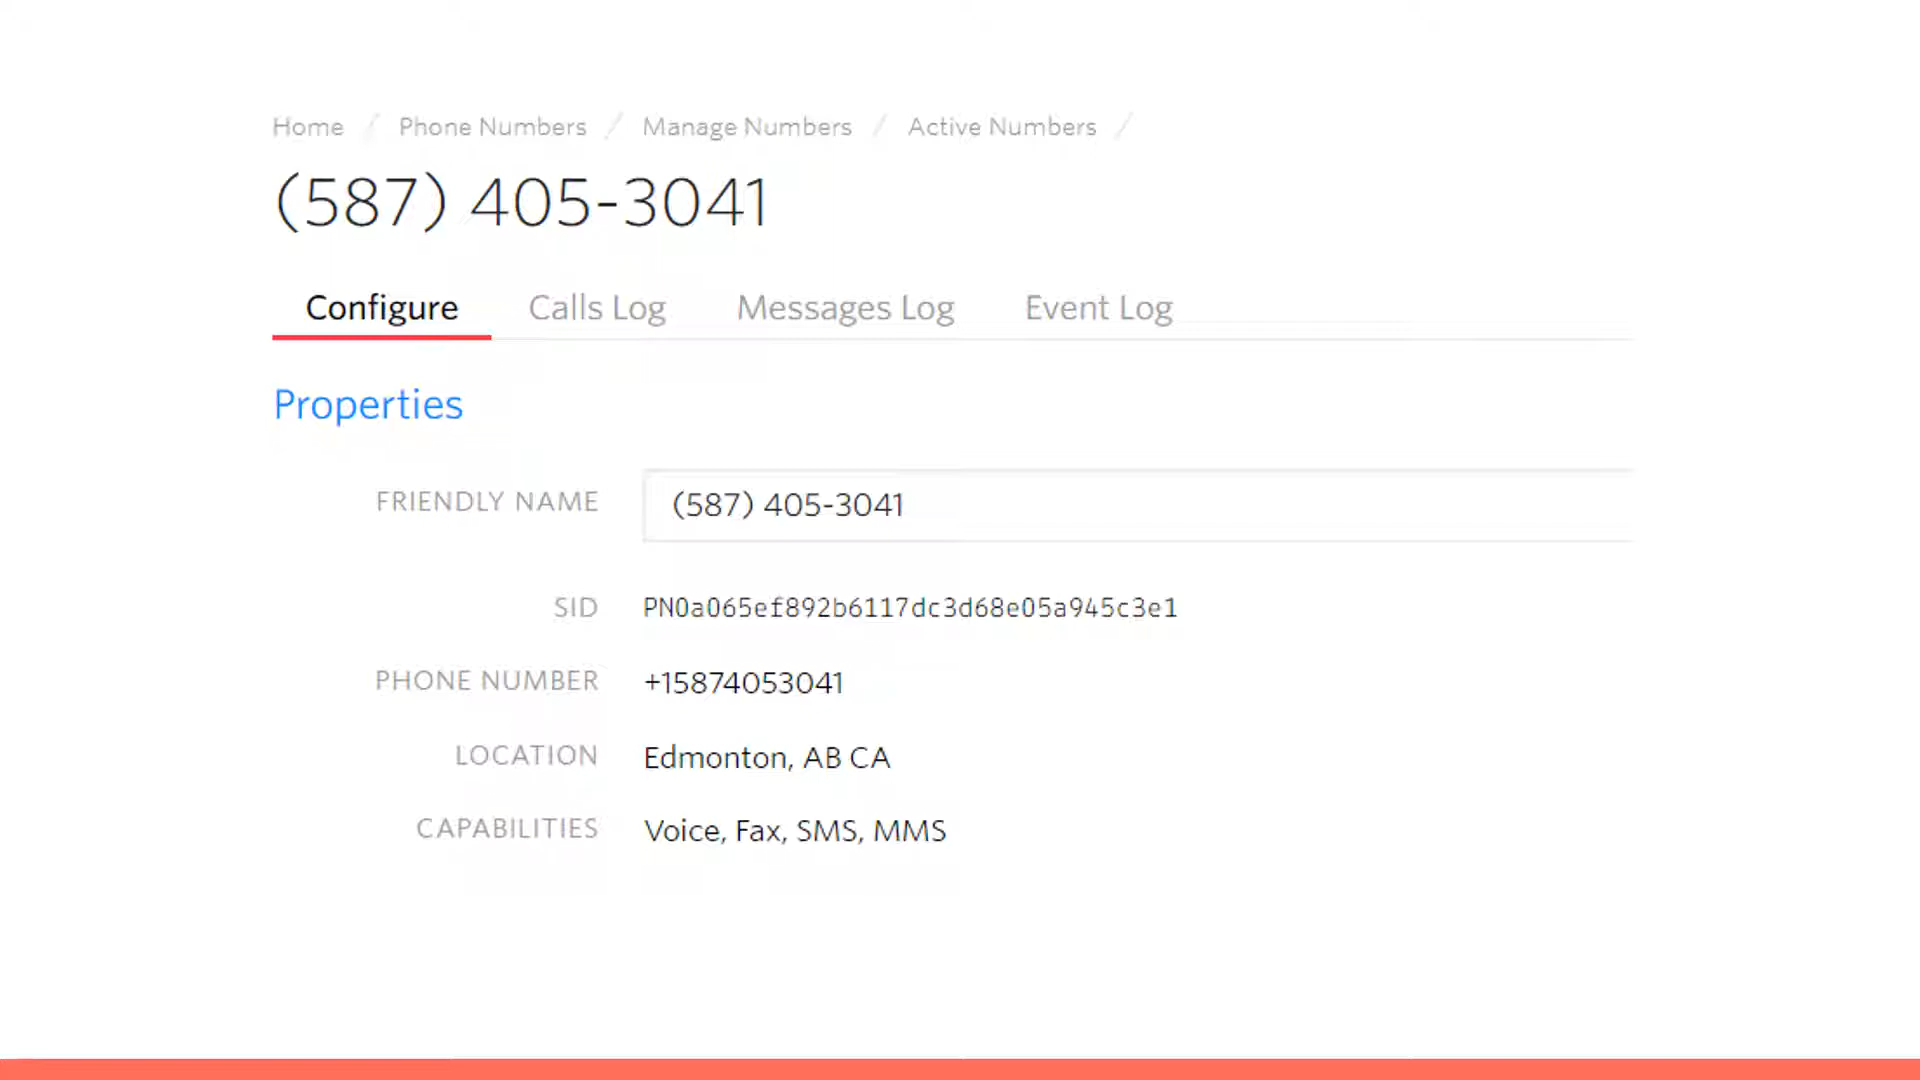 Home / Phone Numbers / Manage Numbers / Active Numbers /
(587) 405-3041
Configure Calls Log Messages Log Event Log
Properties
FRIENDLY NAME (587) 405-3041
SID PN0a065ef892b6117dc3d68e05a945c3e1
PHONE NUMBER +15874053041
LOCATION Edmonton, AB CA
CAPABILITIES Voice, Fax, SMS, MMS